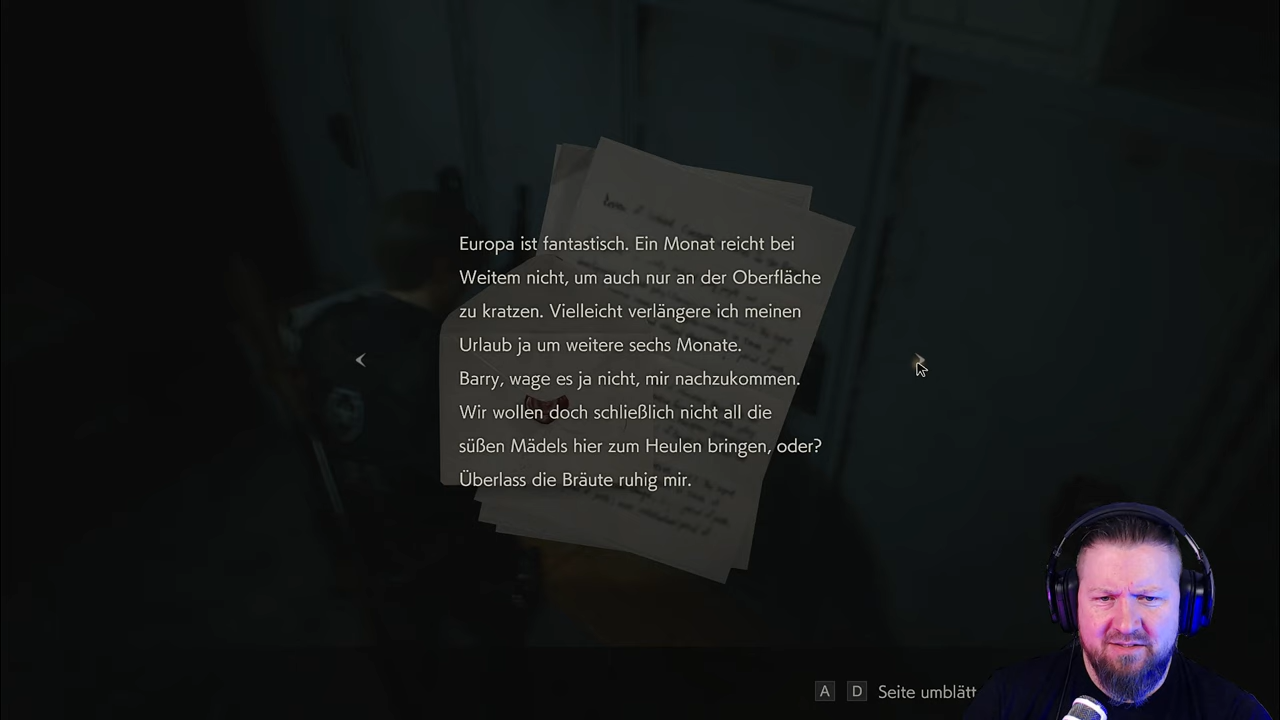 Europa ist fantastisch. Ein Monat reicht bei
Weitem nicht, um auch nur an der Oberfläche
zu kratzen. Vielleicht verlängere ich meinen
Urlaub ja um weitere sechs Monate.
Barry, wage es ja nicht, mir nachzukommen.
Wir wollen doch schließlich nicht all die
süßen Mädels hier zum Heulen bringen, oder?
Überlass die Bräute ruhig mir.
A D Seite umblätt